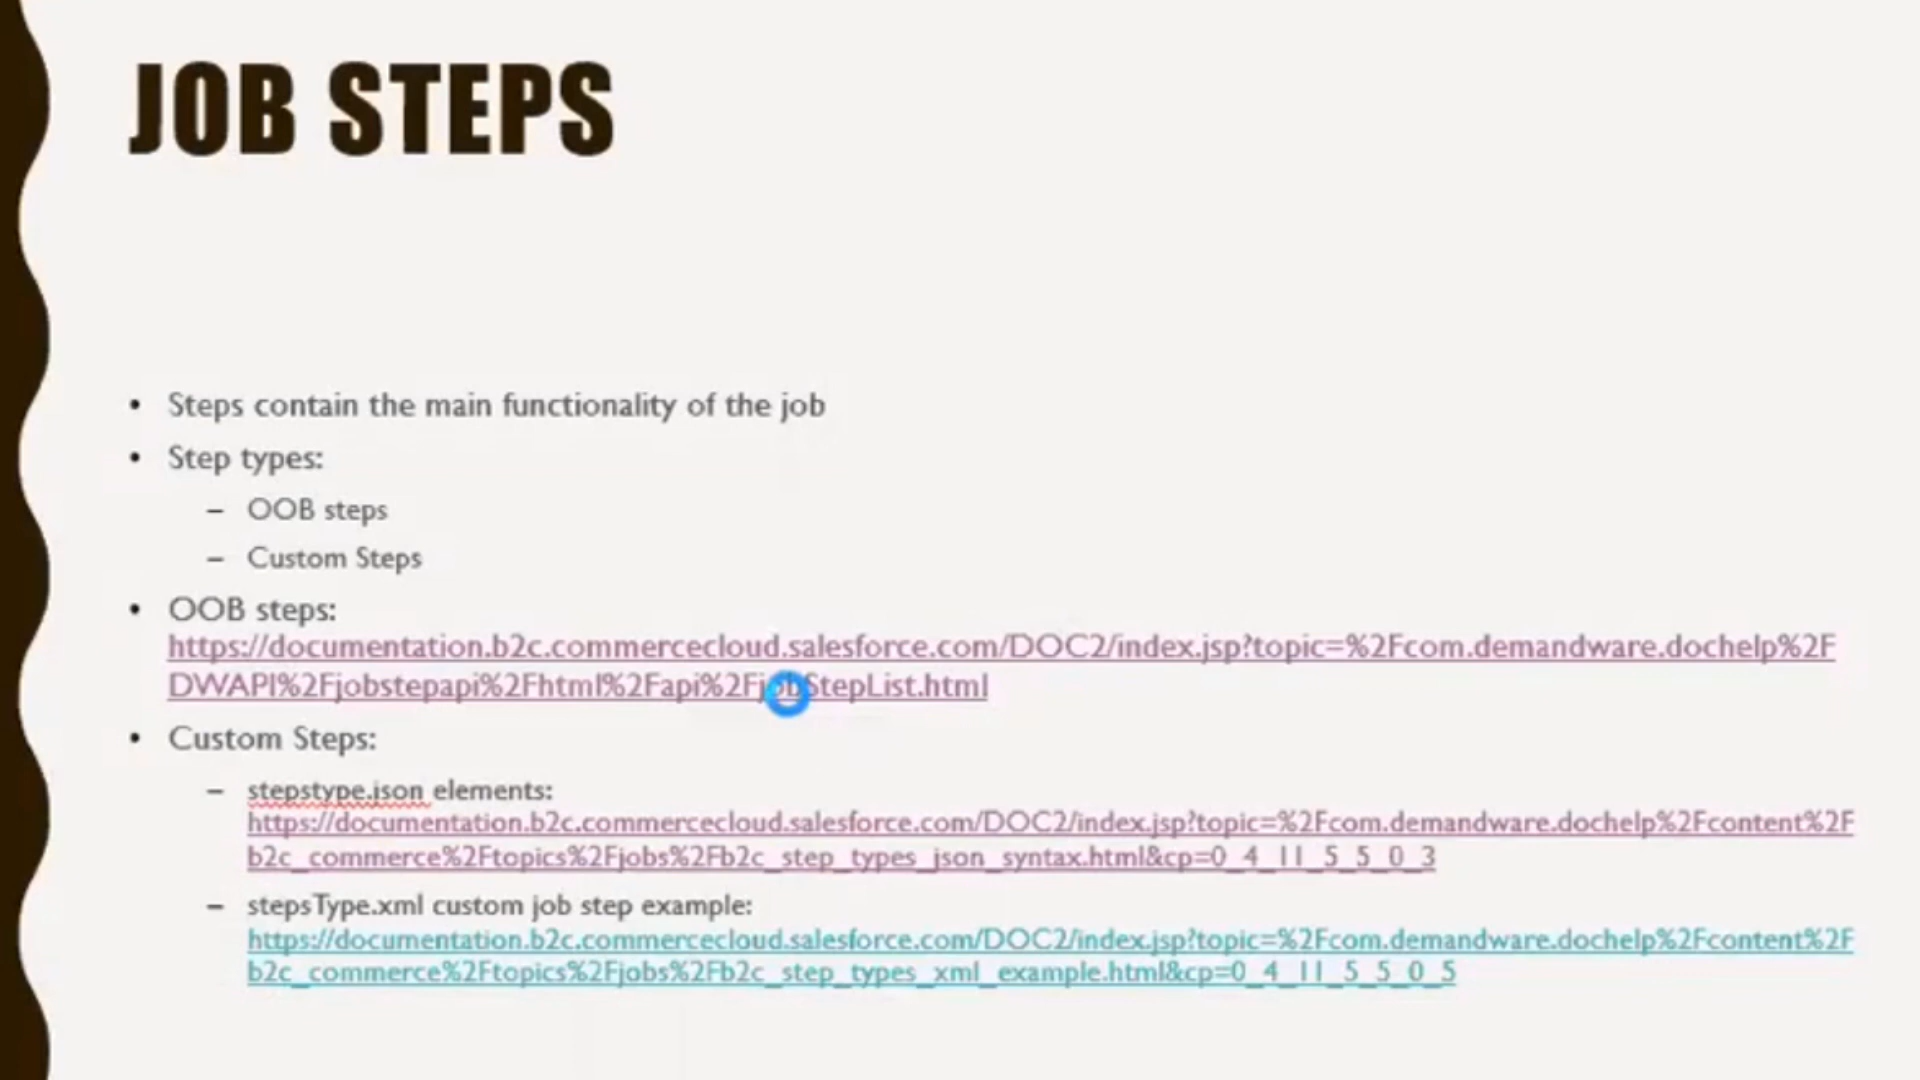 JOB STEPS
• Steps contain the main functionality of the job
• Step types:
– OOB steps
– Custom Steps
• OOB steps:
https://documentation.b2c.commercecloud.salesforce.com/DOC2/index.jsp?topic=%2Fcom.demandware.dochelp%2F
DWAPI%2Fjobstepapi%2Fhtml%2Fapi%2FjobStepList.html
• Custom Steps:
– stepstype.json elements:
https://documentation.b2c.commercecloud.salesforce.com/DOC2/index.jsp?topic=%2Fcom.demandware.dochelp%2Fcontent%2F
b2c_commerce%2Ftopics%2Fjobs%2Fb2c_step_types_json_syntax.html&cp=0_4_11_5_5_0_3
– stepsType.xml custom job step example:
https://documentation.b2c.commercecloud.salesforce.com/DOC2/index.jsp?topic=%2Fcom.demandware.dochelp%2Fcontent%2F
b2c_commerce%2Ftopics%2Fjobs%2Fb2c_step_types_xml_example.html&cp=0_4_11_5_5_0_5